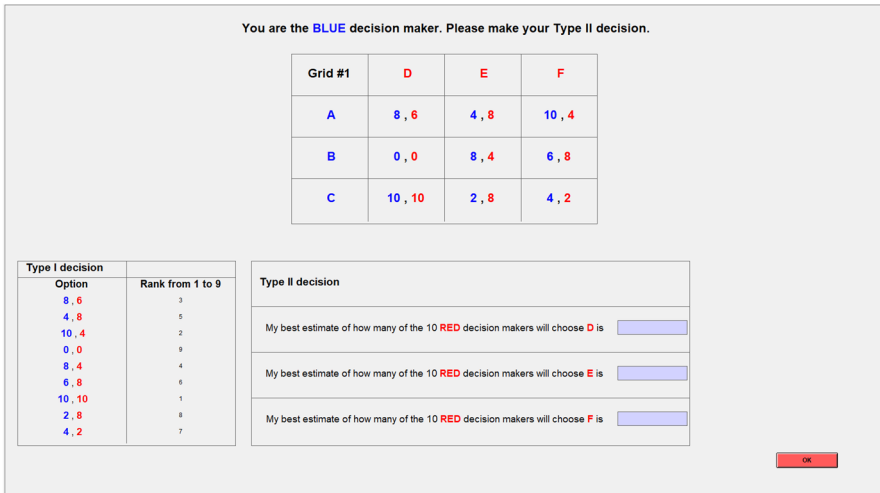 You are the BLUE decision maker. Please make your Type II decision.
Grid #1 D E F
A 8 , 6 4 , 8 10 , 4
B 0 , 0 8 , 4 6 , 8
C 10 , 10 2 , 8 4 , 2
Type I decision
Option Rank from 1 to 9
8 , 6 3
4 , 8 5
10 , 4 2
0 , 0 9
8 , 4 4
6 , 8 6
10 , 10 1
2 , 8 8
4 , 2 7
Type II decision
My best estimate of how many of the 10 RED decision makers will choose D is
My best estimate of how many of the 10 RED decision makers will choose E is
My best estimate of how many of the 10 RED decision makers will choose F is
OK